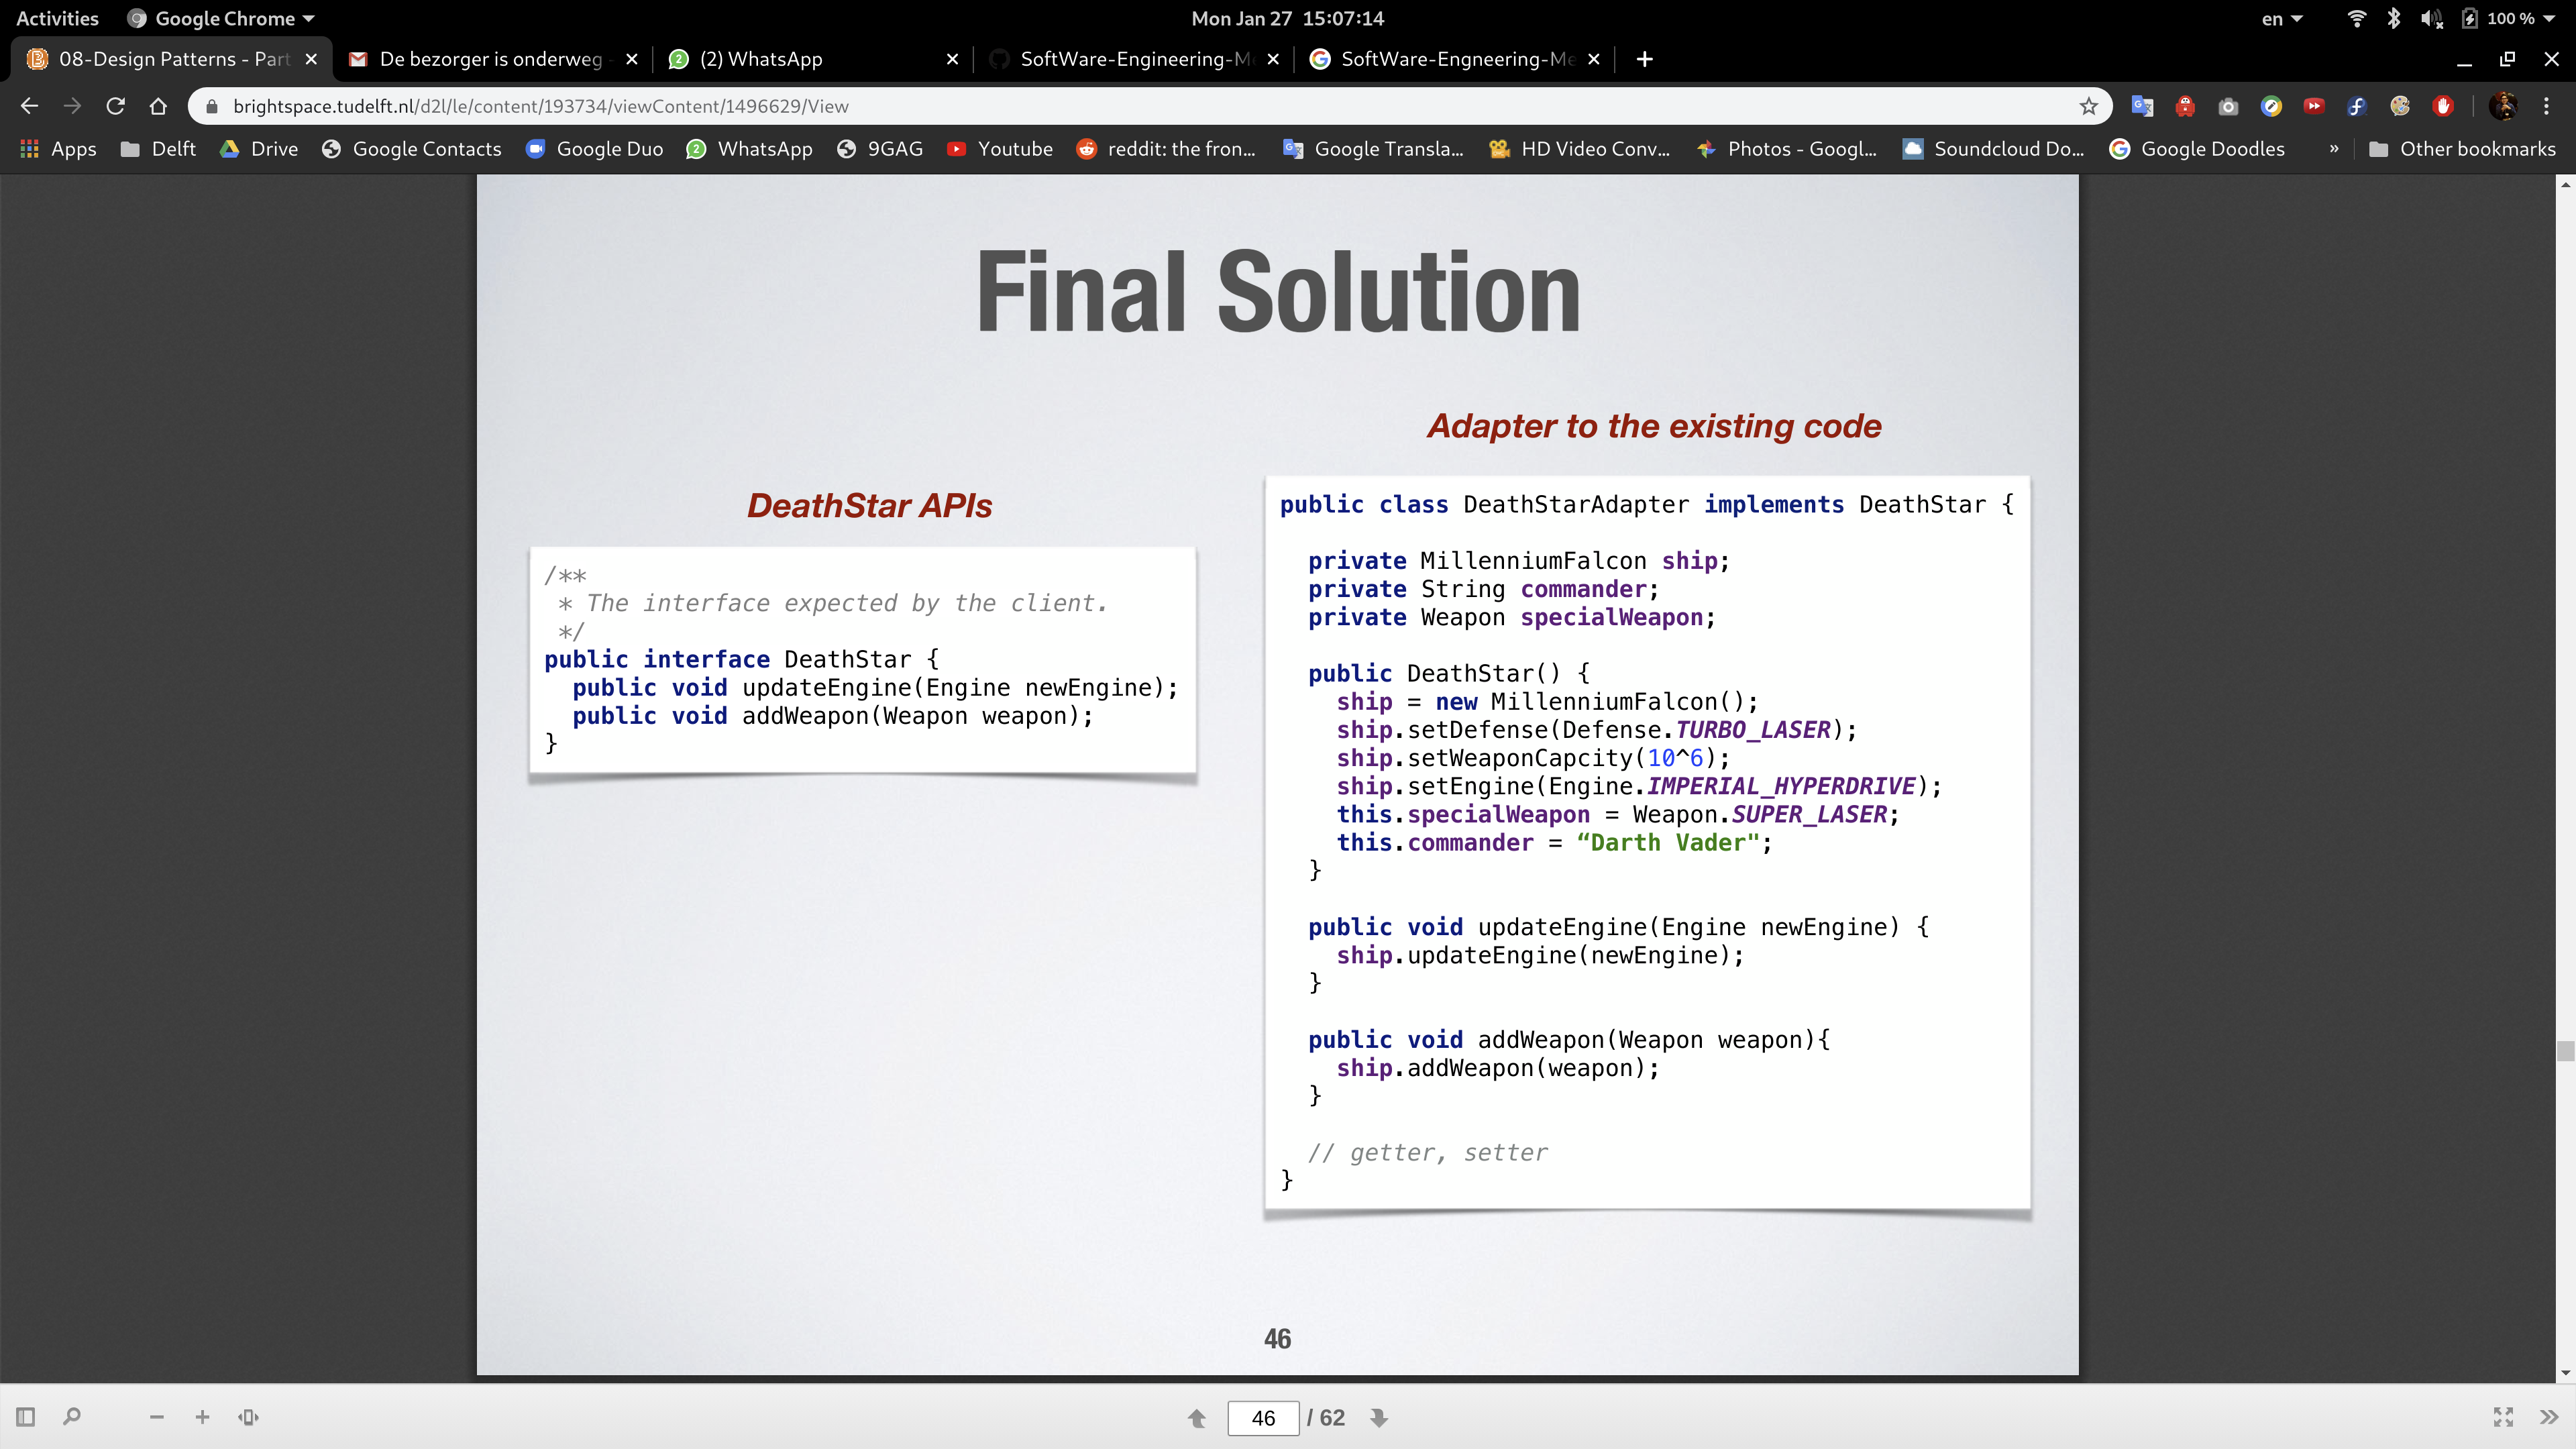 Activities Google Chrome Mon Jan 27 15:07:14 en 100 %
08-Design Patterns - Part De bezorger is onderweg - (2) WhatsApp SoftWare-Engineering-Me SoftWare-Engneering-Me
brightspace.tudelft.nl/d2l/le/content/193734/viewContent/1496629/View
Apps Delft Drive Google Contacts Google Duo WhatsApp 9GAG Youtube reddit: the fron... Google Transla... HD Video Conv... Photos - Googl... Soundcloud Do... Google Doodles » Other bookmarks
Final Solution
DeathStar APIs
/**
* The interface expected by the client.
*/
public interface DeathStar {
public void updateEngine(Engine newEngine);
public void addWeapon(Weapon weapon);
}
Adapter to the existing code
public class DeathStarAdapter implements DeathStar {
private MillenniumFalcon ship;
private String commander;
private Weapon specialWeapon;
public DeathStar() {
ship = new MillenniumFalcon();
ship.setDefense(Defense.TURBO_LASER);
ship.setWeaponCapcity(10^6);
ship.setEngine(Engine.IMPERIAL_HYPERDRIVE);
this.specialWeapon = Weapon.SUPER_LASER;
this.commander = “Darth Vader";
}
public void updateEngine(Engine newEngine) {
ship.updateEngine(newEngine);
}
public void addWeapon(Weapon weapon){
ship.addWeapon(weapon);
}
// getter, setter
}
46
46 / 62